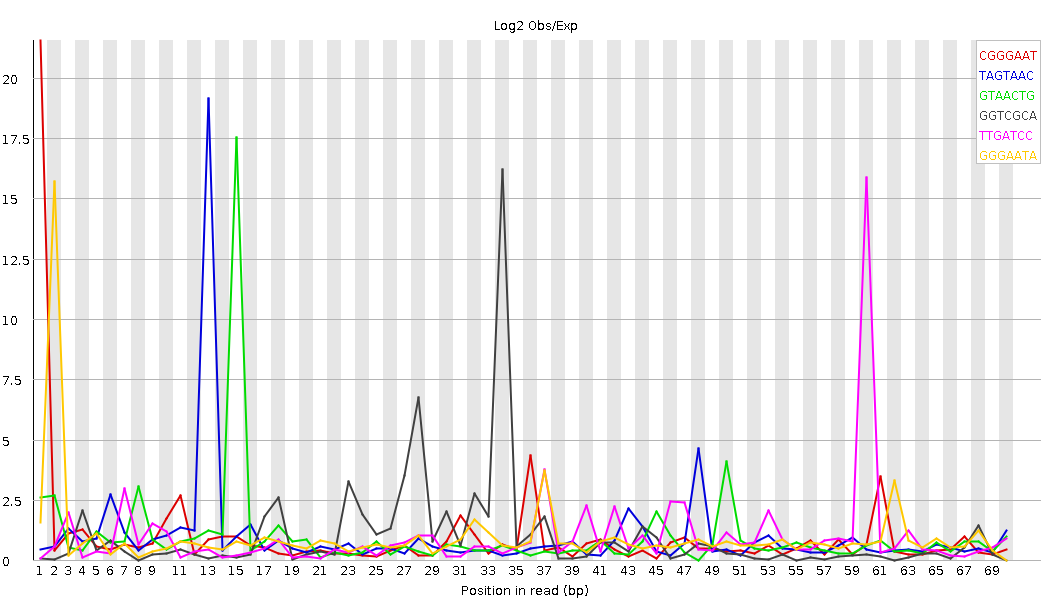 Log2 Obs/Exp
CGGGAAT
TAGTAAC
GTAACTG
GGTCGCA
TTGATCC
GGGAATA
20
17.5
15
12.5
10
7.5
5
2.5
0
1 2 3 4 5 6 7 8 9 11 13 15 17 19 21 23 25 27 29 31 33 35 37 39 41 43 45 47 49 51 53 55 57 59 61 63 65 67 69
Position in read (bp)